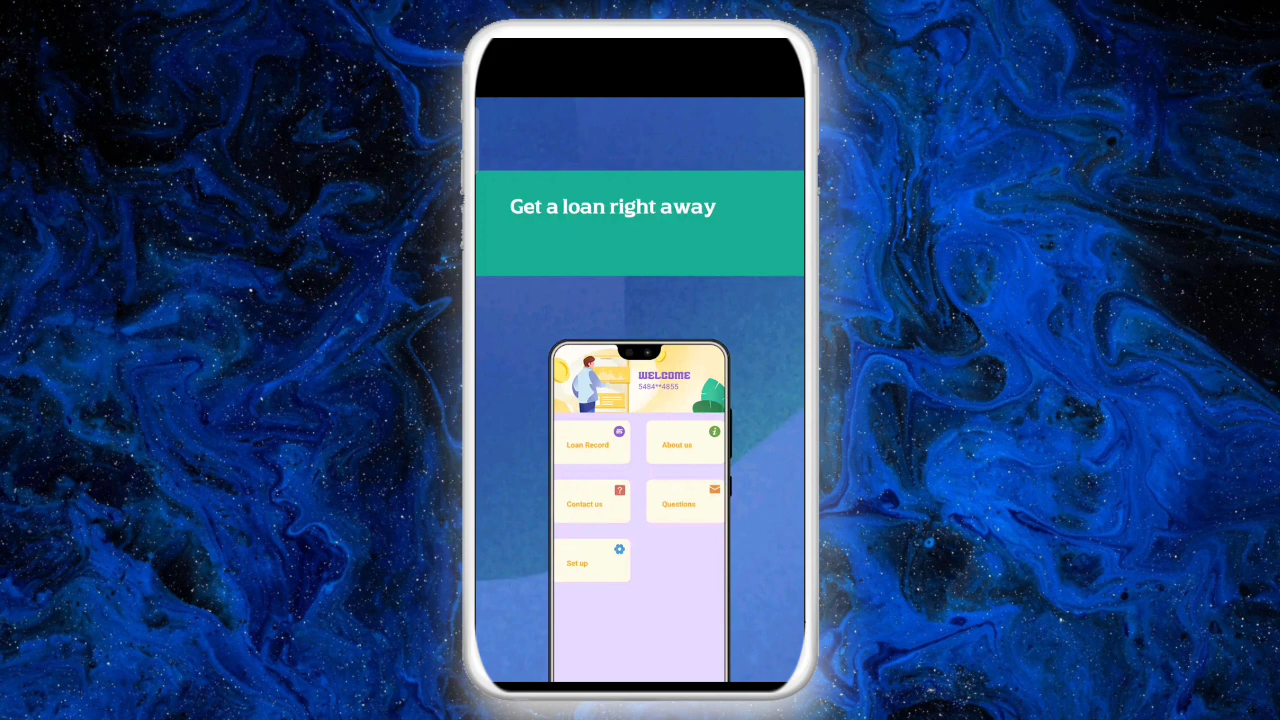 Get a loan right away
WELCOME
5484**4855
Loan Record
About us
Contact us
Questions
Set up